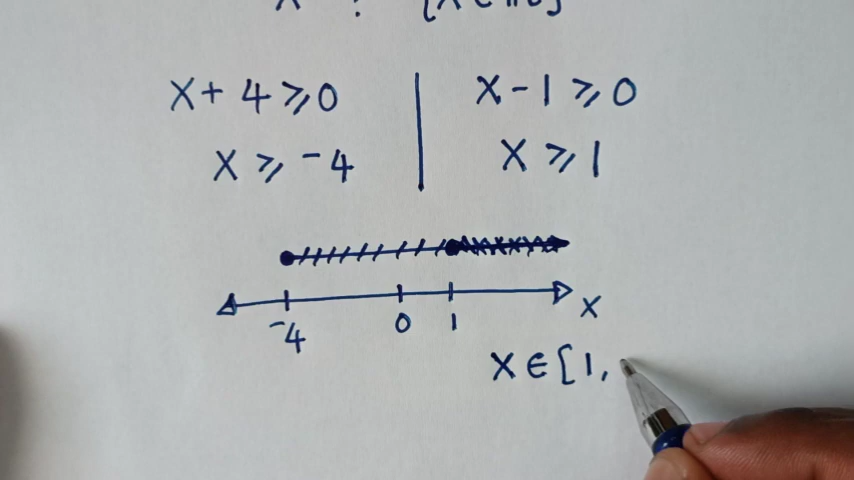 x + 4 ⩾ 0
x - 1 ⩾ 0
x ⩾ -4
x ⩾ 1
-4 0 1 x
x ∈ [1,